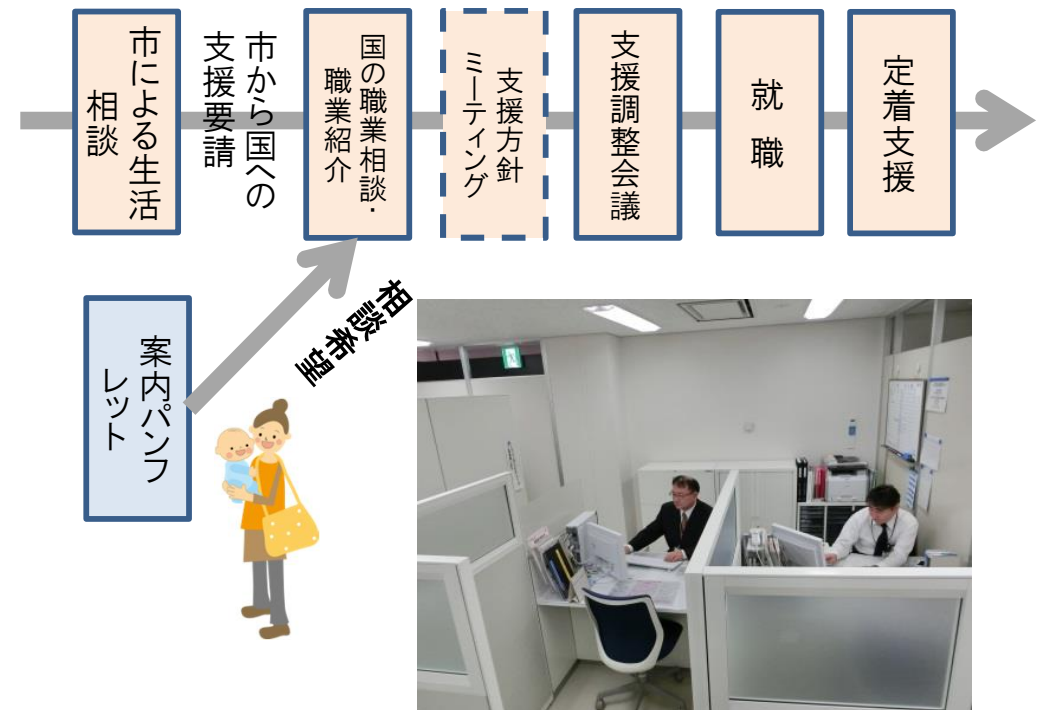 市による生活
相談
市から国への
支援要請
国の職業相談・
職業紹介
支援方針
ミーティング
支援調整会議
就職
定着支援
相談希望
案内パンフ
レット